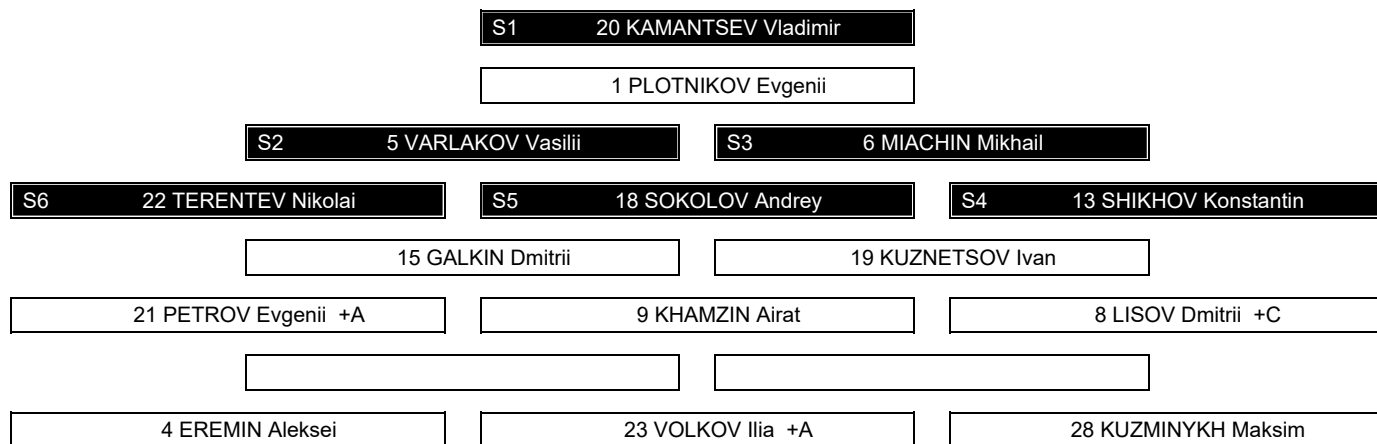 S1 20 KAMANTSEV Vladimir
1 PLOTNIKOV Evgenii
S2 5 VARLAKOV Vasilii
S3 6 MIACHIN Mikhail
S6 22 TERENTEV Nikolai
S5 18 SOKOLOV Andrey
S4 13 SHIKHOV Konstantin
15 GALKIN Dmitrii
19 KUZNETSOV Ivan
21 PETROV Evgenii +A
9 KHAMZIN Airat
8 LISOV Dmitrii +C
4 EREMIN Aleksei
23 VOLKOV Ilia +A
28 KUZMINYKH Maksim